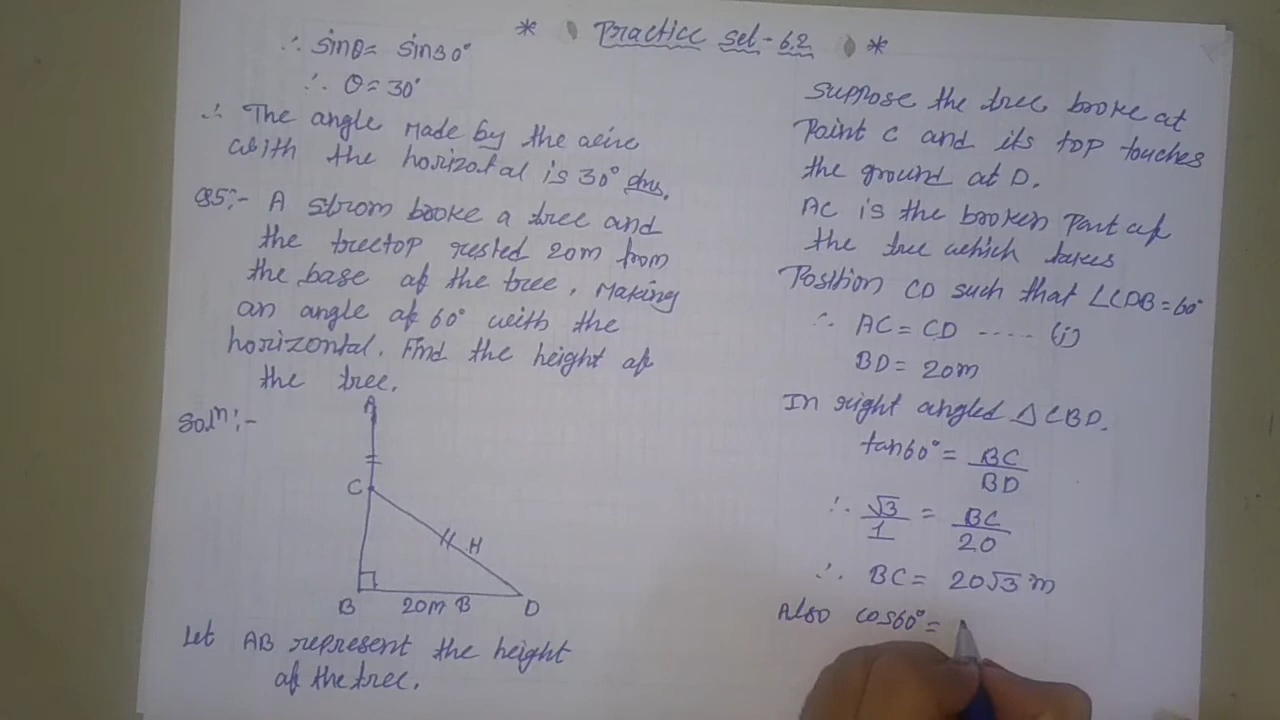 * Practice set-6.2 *
∴ sinθ= sin30°
∴ θ=30°
∴ The angle made by the wire
with the horizotal is 30° Ans.
Q5:- A strom broke a tree and
the treetop rested 20m from
the base of the tree, making
an angle of 60° with the
horizontal. Find the height of
the tree.
Solⁿ:-
A
C
H
B
20m B
D
Let AB represent the height
of the tree.
Suppose the tree broke at
Point C and its top touches
the ground at D.
AC is the broken part of
the tree which takes
Position CD such that ∠CDB=60°
∴ AC=CD ----- (i)
BD= 20m
In right angled △CBD.
tan60°= BC/BD
∴ √3/1 = BC/20
∴ BC= 20√3 m
Also cos60°=